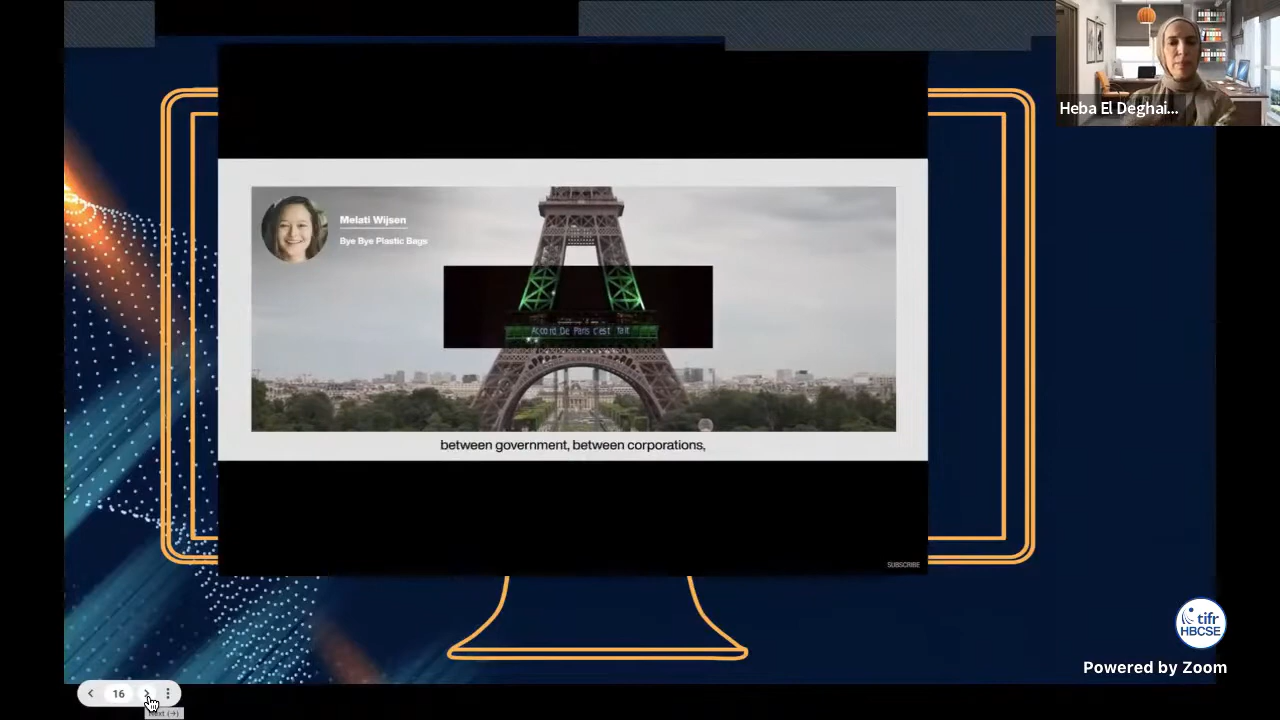 Heba El Deghai...
Melati Wijsen
Bye Bye Plastic Bags
Accord De Paris c'est fait
between government, between corporations,
SUBSCRIBE
tifr
HBCSE
Powered by Zoom
16
Next (→)